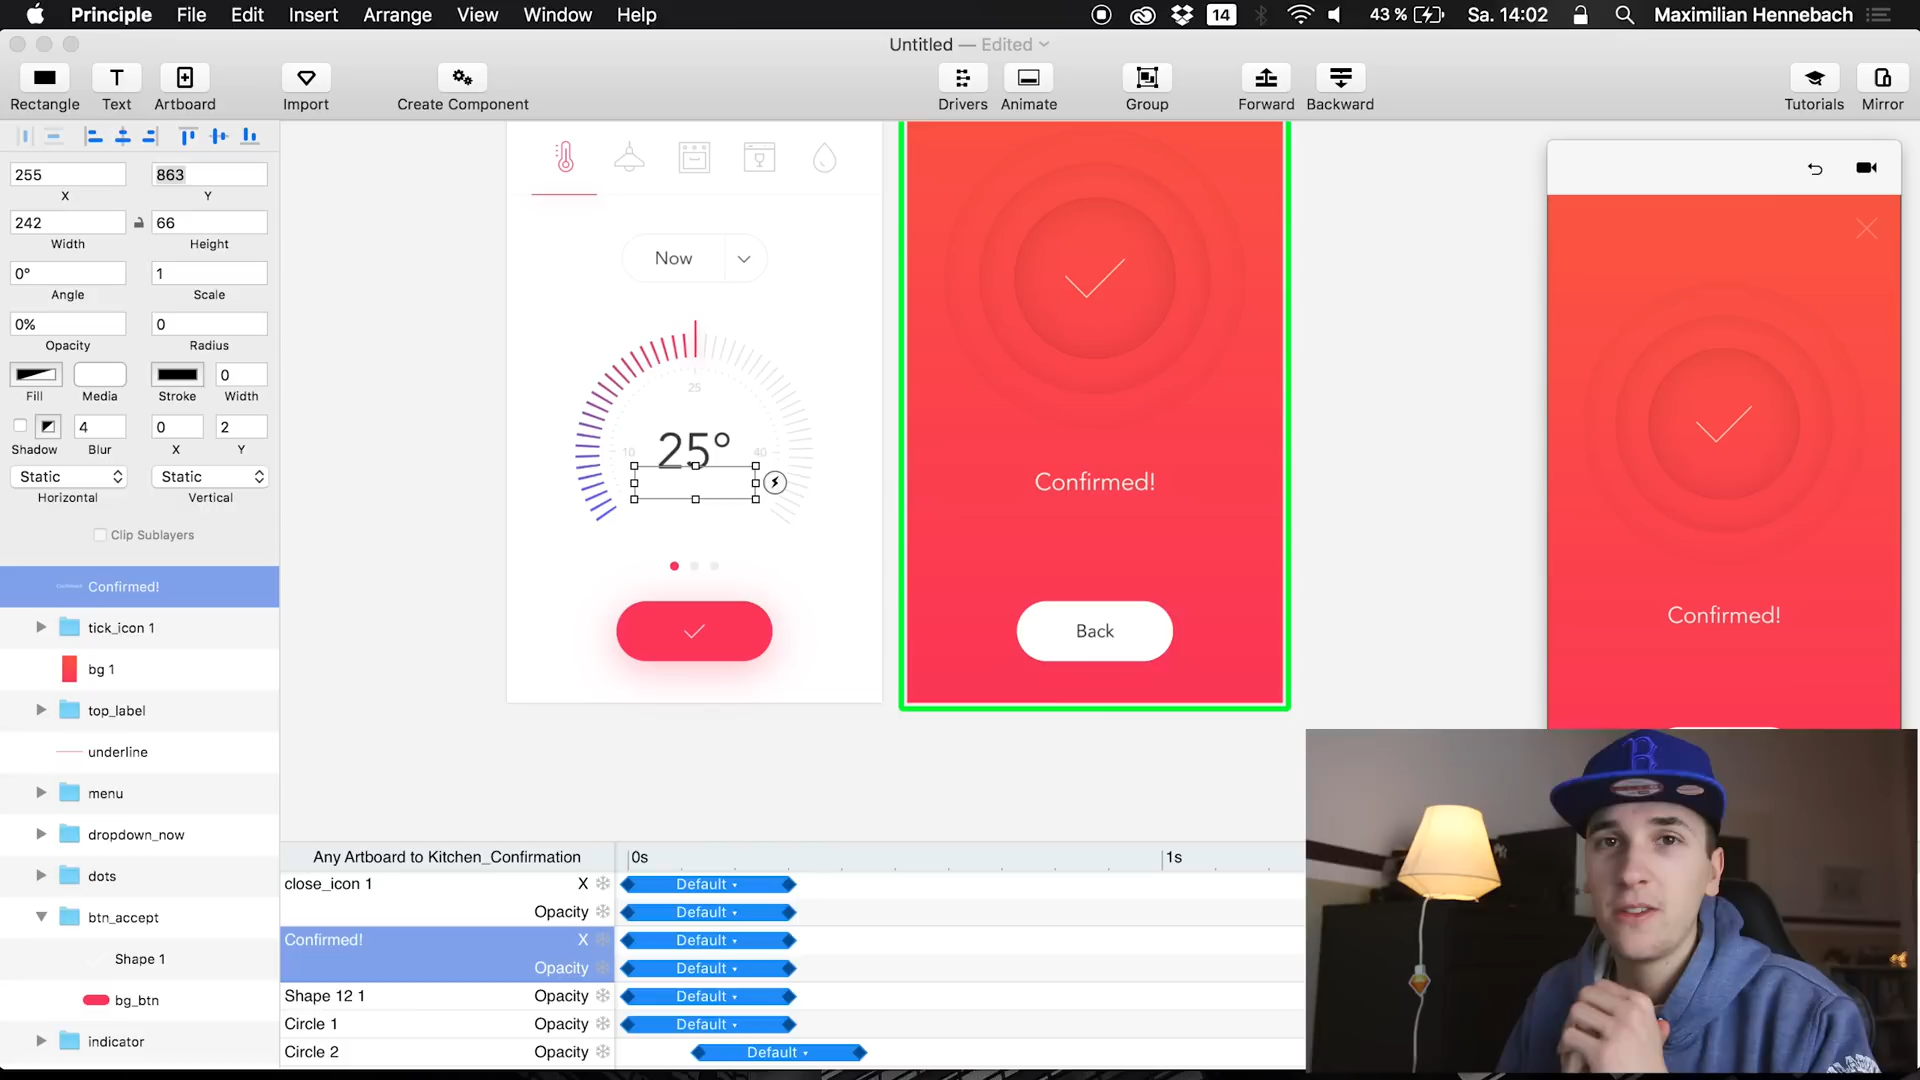 Principle File Edit Insert Arrange View Window Help 14 43 % Sa. 14:02 Maximilian Hennebach
Untitled — Edited
Rectangle Text Artboard Import Create Component Drivers Animate Group Forward Backward Tutorials Mirror
255 863
X Y
242 66
Width Height
0° 1
Angle Scale
0% 0
Opacity Radius
0
Fill Media Stroke Width
4 0 2
Shadow Blur X Y
Static Static
Horizontal Vertical
Clip Sublayers
Confirmed!
tick_icon 1
bg 1
top_label
underline
menu
dropdown_now
dots
btn_accept
Shape 1
bg_btn
indicator
Now
25
10 25° 40
Confirmed!
Back
Confirmed!
Any Artboard to Kitchen_Confirmation 0s 1s
close_icon 1 X Default
Opacity Default
Confirmed! X Default
Opacity Default
Shape 12 1 Opacity Default
Circle 1 Opacity Default
Circle 2 Opacity Default
B